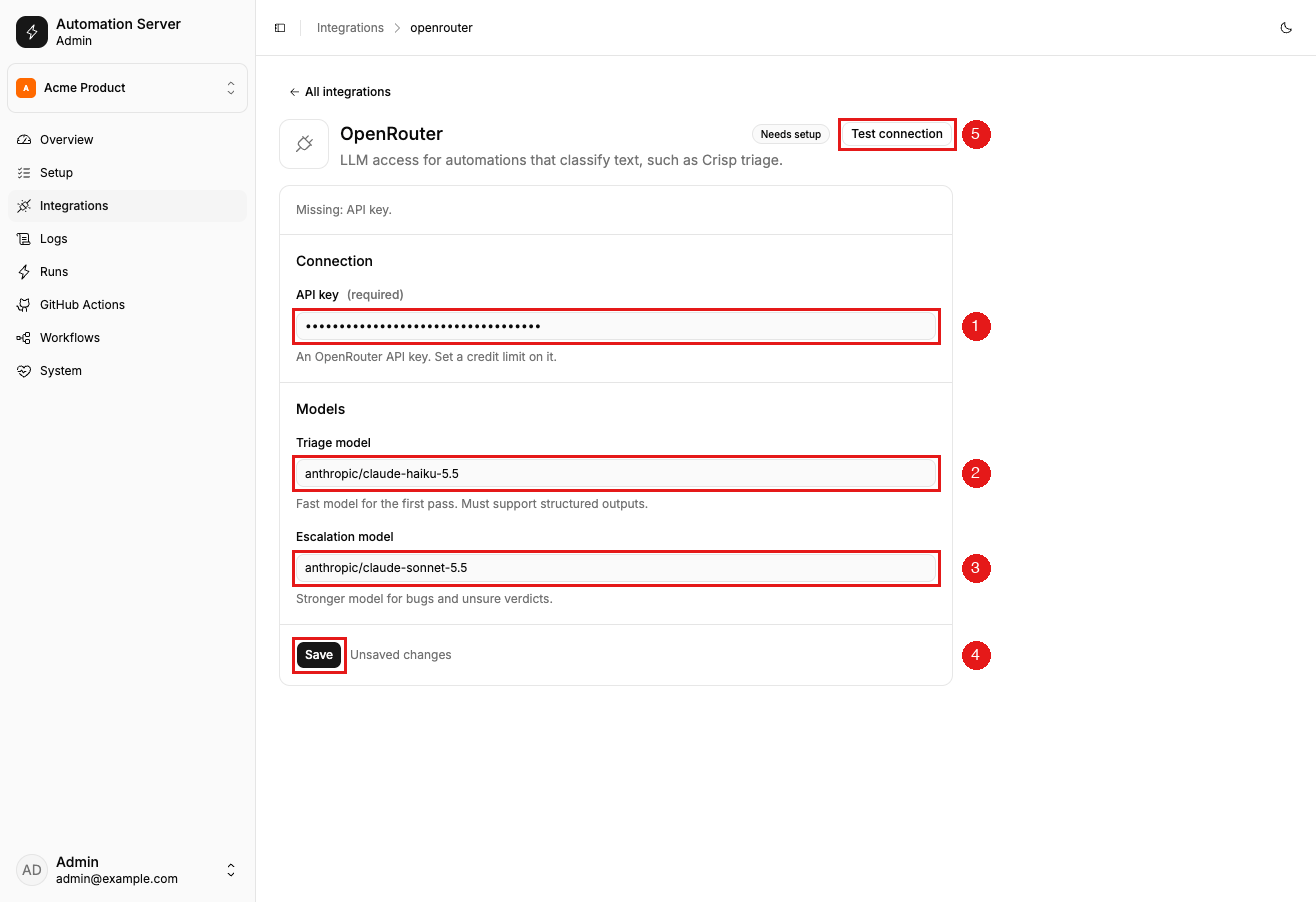 Automation Server
Admin
A
Acme Product
Overview
Setup
Integrations
Logs
Runs
GitHub Actions
Workflows
System
AD
Admin
admin@example.com
Integrations > openrouter
← All integrations
OpenRouter
Needs setup
Test connection
5
LLM access for automations that classify text, such as Crisp triage.
Missing: API key.
Connection
API key (required)
•••••••••••••••••••••••••••••••••••
1
An OpenRouter API key. Set a credit limit on it.
Models
Triage model
anthropic/claude-haiku-5.5
2
Fast model for the first pass. Must support structured outputs.
Escalation model
anthropic/claude-sonnet-5.5
3
Stronger model for bugs and unsure verdicts.
Save
Unsaved changes
4